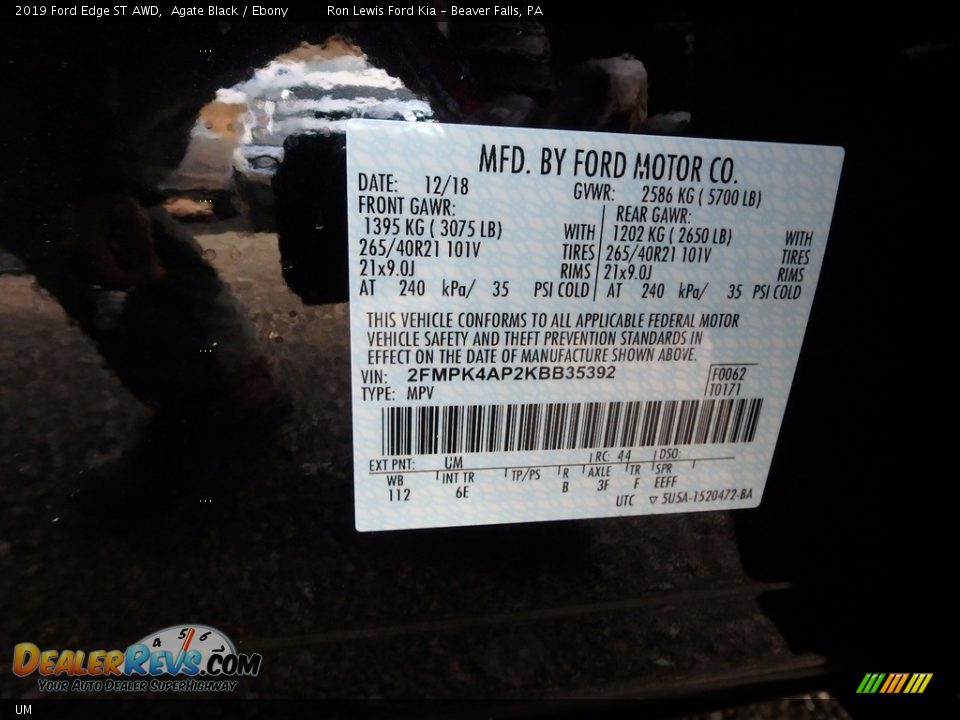 2019 Ford Edge ST AWD,  Agate Black / Ebony  Ron Lewis Ford Kia - Beaver Falls, PA
MFD. BY FORD MOTOR CO.
DATE: 12/18  GVWR: 2586 KG ( 5700 LB)
FRONT GAWR:  REAR GAWR:
1395 KG ( 3075 LB) WITH  1202 KG ( 2650 LB) WITH
265/40R21 101V TIRES  265/40R21 101V TIRES
21x9.0J RIMS  21x9.0J RIMS
AT 240 kPa/ 35 PSI COLD  AT 240 kPa/ 35 PSI COLD
THIS VEHICLE CONFORMS TO ALL APPLICABLE FEDERAL MOTOR
VEHICLE SAFETY AND THEFT PREVENTION STANDARDS IN
EFFECT ON THE DATE OF MANUFACTURE SHOWN ABOVE.
VIN: 2FMPK4AP2KBB35392  F0062
TYPE: MPV  T0171
EXT PNT: UM  RC: 44  DSO:
WB  INT TR  TP/PS  R  AXLE  TR  SPR
112  6E  B  3F  F  EEFF
UTC ▽ 5U5A-1520472-BA
4 5 6
DEALERREVS.COM
YOUR AUTO DEALER SUPERHIGHWAY
UM